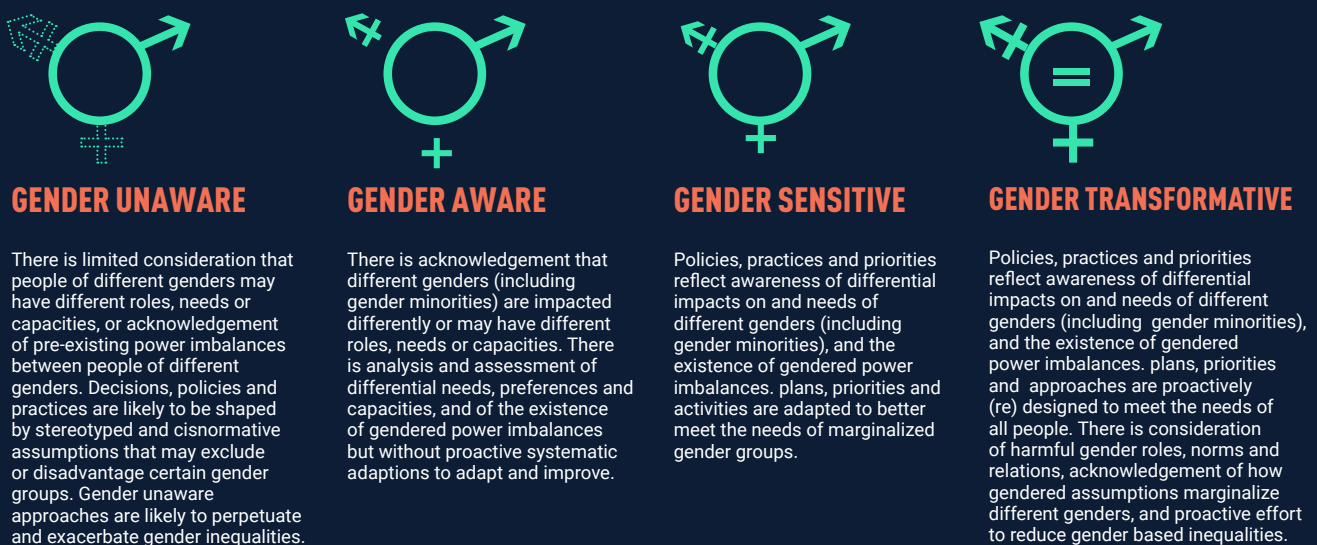 GENDER UNAWARE
There is limited consideration that
people of different genders may
have different roles, needs or
capacities, or acknowledgement
of pre-existing power imbalances
between people of different
genders. Decisions, policies and
practices are likely to be shaped
by stereotyped and cisnormative
assumptions that may exclude
or disadvantage certain gender
groups. Gender unaware
approaches are likely to perpetuate
and exacerbate gender inequalities.
GENDER AWARE
There is acknowledgement that
different genders (including
gender minorities) are impacted
differently or may have different
roles, needs or capacities. There
is analysis and assessment of
differential needs, preferences and
capacities, and of the existence
of gendered power imbalances
but without proactive systematic
adaptions to adapt and improve.
GENDER SENSITIVE
Policies, practices and priorities
reflect awareness of differential
impacts on and needs of
different genders (including
gender minorities), and the
existence of gendered power
imbalances. plans, priorities and
activities are adapted to better
meet the needs of marginalized
gender groups.
GENDER TRANSFORMATIVE
Policies, practices and priorities
reflect awareness of differential
impacts on and needs of different
genders (including gender minorities),
and the existence of gendered
power imbalances. plans, priorities
and approaches are proactively
(re) designed to meet the needs of
all people. There is consideration
of harmful gender roles, norms and
relations, acknowledgement of how
gendered assumptions marginalize
different genders, and proactive effort
to reduce gender based inequalities.